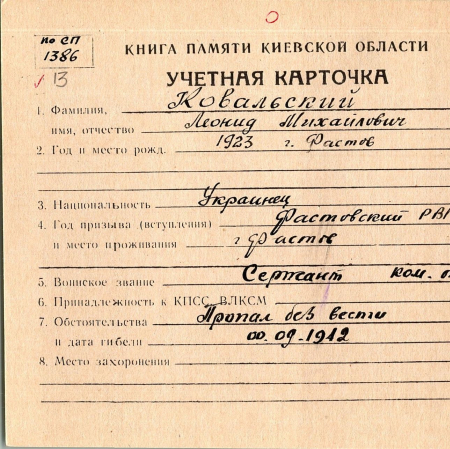 по СП
1386
13
КНИГА ПАМЯТИ КИЕВСКОЙ ОБЛАСТИ
УЧЕТНАЯ КАРТОЧКА
1. Фамилия, Ковальский
имя, отчество Леонид Михайлович
2. Год и место рожд. 1923 г. Фастов
3. Национальность Украинец
4. Год призыва (вступления) Фастовский
и место проживания г Фастов
5. Воинское звание Сержант ком.
6. Принадлежность к КПСС, ВЛКСМ
7. Обстоятельства Пропал без вести
и дата гибели 00.09.1942
8. Место захоронения